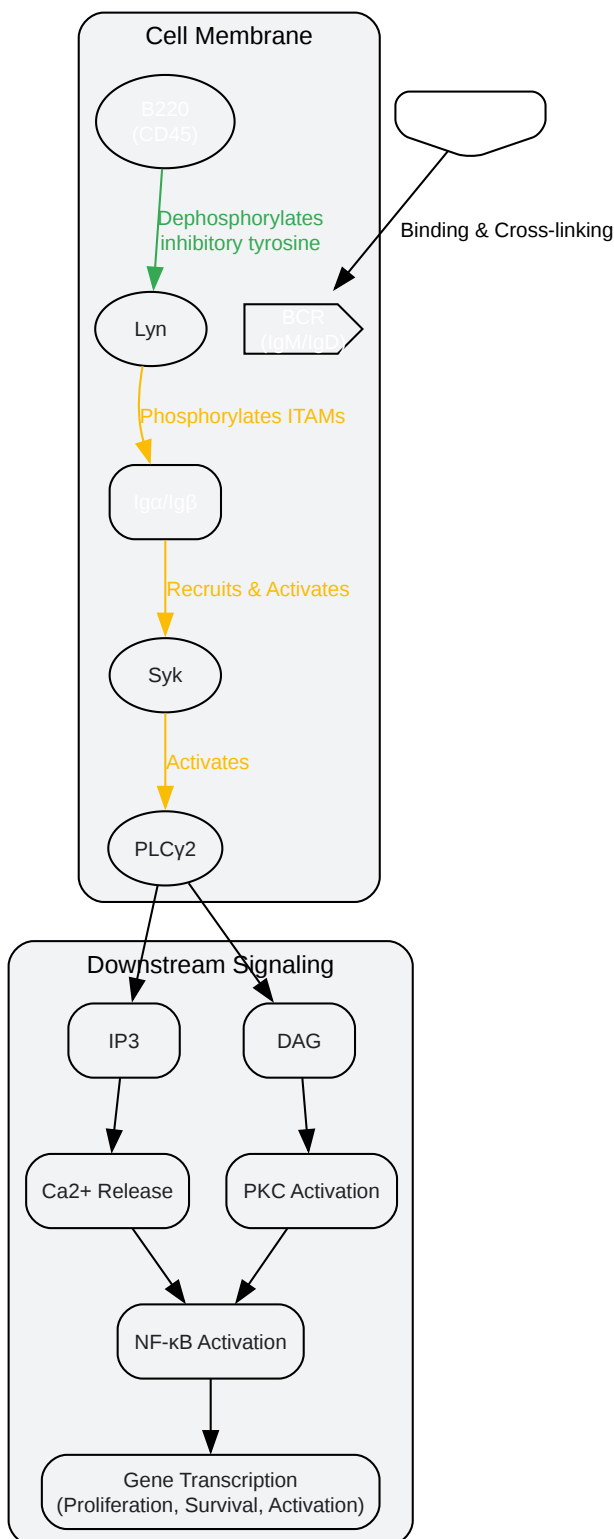 Cell Membrane
B220
(CD45)
Dephosphorylates
inhibitory tyrosine
Binding & Cross-linking
Lyn
BCR
(IgM/IgD)
Phosphorylates ITAMs
Igα/Igβ
Recruits & Activates
Syk
Activates
PLCγ2
Downstream Signaling
IP3
DAG
Ca2+ Release
PKC Activation
NF-κB Activation
Gene Transcription
(Proliferation, Survival, Activation)